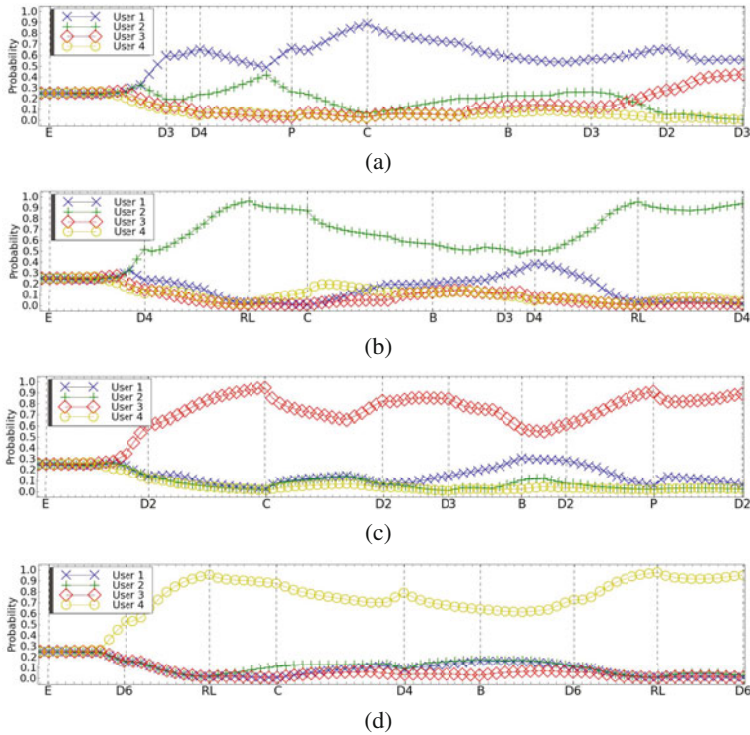 Probability
1.0
0.9
0.8
0.7
0.6
0.5
0.4
0.3
0.2
0.1
0.0
User 1
User 2
User 3
User 4
E D3 D4 P C B D3 D2 D3
(a)
Probability
1.0
0.9
0.8
0.7
0.6
0.5
0.4
0.3
0.2
0.1
0.0
User 1
User 2
User 3
User 4
E D4 RL C B D3 D4 RL D4
(b)
Probability
1.0
0.9
0.8
0.7
0.6
0.5
0.4
0.3
0.2
0.1
0.0
User 1
User 2
User 3
User 4
E D2 C D2 D3 B D2 P D2
(c)
Probability
1.0
0.9
0.8
0.7
0.6
0.5
0.4
0.3
0.2
0.1
0.0
User 1
User 2
User 3
User 4
E D6 RL C D4 B D6 RL D6
(d)